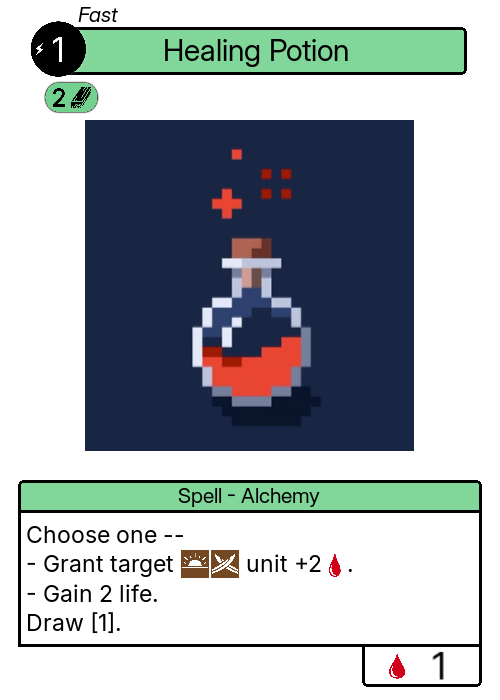 Fast
1
Healing Potion
2
Spell - Alchemy
Choose one --
- Grant target unit +2 .
- Gain 2 life.
Draw [1].
1